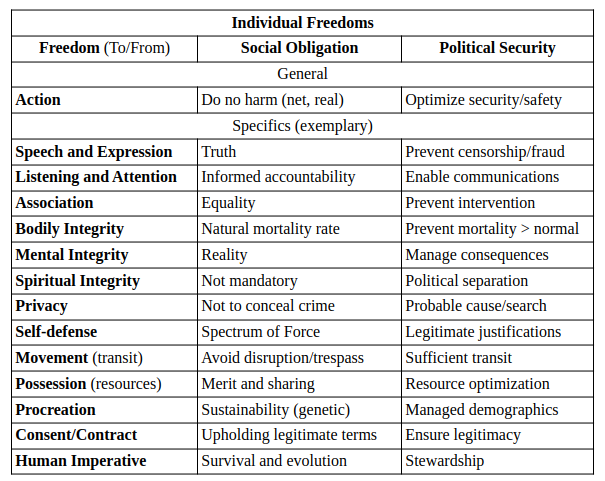 Individual Freedoms
Freedom (To/From) Social Obligation Political Security
General
Action Do no harm (net, real) Optimize security/safety
Specifics (exemplary)
Speech and Expression Truth Prevent censorship/fraud
Listening and Attention Informed accountability Enable communications
Association Equality Prevent intervention
Bodily Integrity Natural mortality rate Prevent mortality > normal
Mental Integrity Reality Manage consequences
Spiritual Integrity Not mandatory Political separation
Privacy Not to conceal crime Probable cause/search
Self-defense Spectrum of Force Legitimate justifications
Movement (transit) Avoid disruption/trespass Sufficient transit
Possession (resources) Merit and sharing Resource optimization
Procreation Sustainability (genetic) Managed demographics
Consent/Contract Upholding legitimate terms Ensure legitimacy
Human Imperative Survival and evolution Stewardship